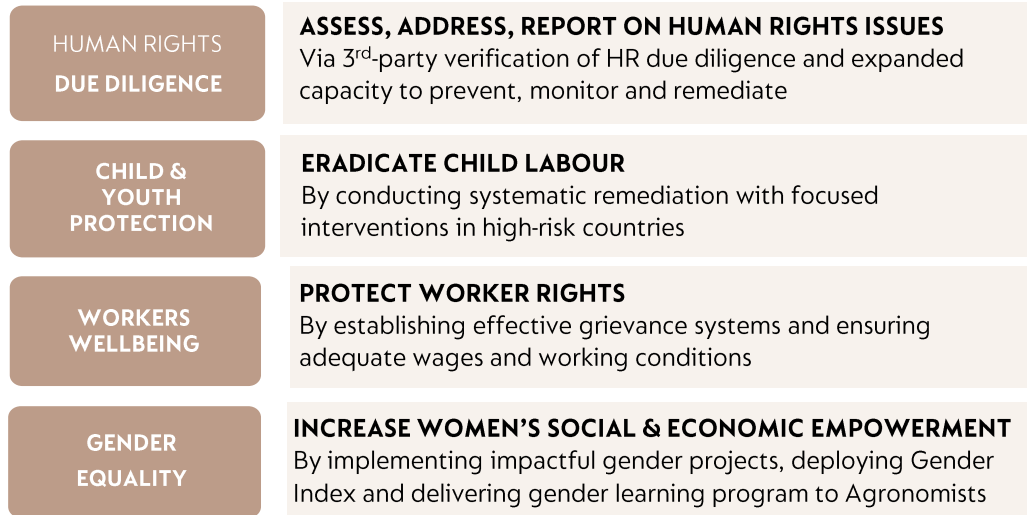 HUMAN RIGHTS
DUE DILIGENCE
ASSESS, ADDRESS, REPORT ON HUMAN RIGHTS ISSUES
Via 3rd-party verification of HR due diligence and expanded
capacity to prevent, monitor and remediate
CHILD &
YOUTH
PROTECTION
ERADICATE CHILD LABOUR
By conducting systematic remediation with focused
interventions in high-risk countries
WORKERS
WELLBEING
PROTECT WORKER RIGHTS
By establishing effective grievance systems and ensuring
adequate wages and working conditions
GENDER
EQUALITY
INCREASE WOMEN’S SOCIAL & ECONOMIC EMPOWERMENT
By implementing impactful gender projects, deploying Gender
Index and delivering gender learning program to Agronomists